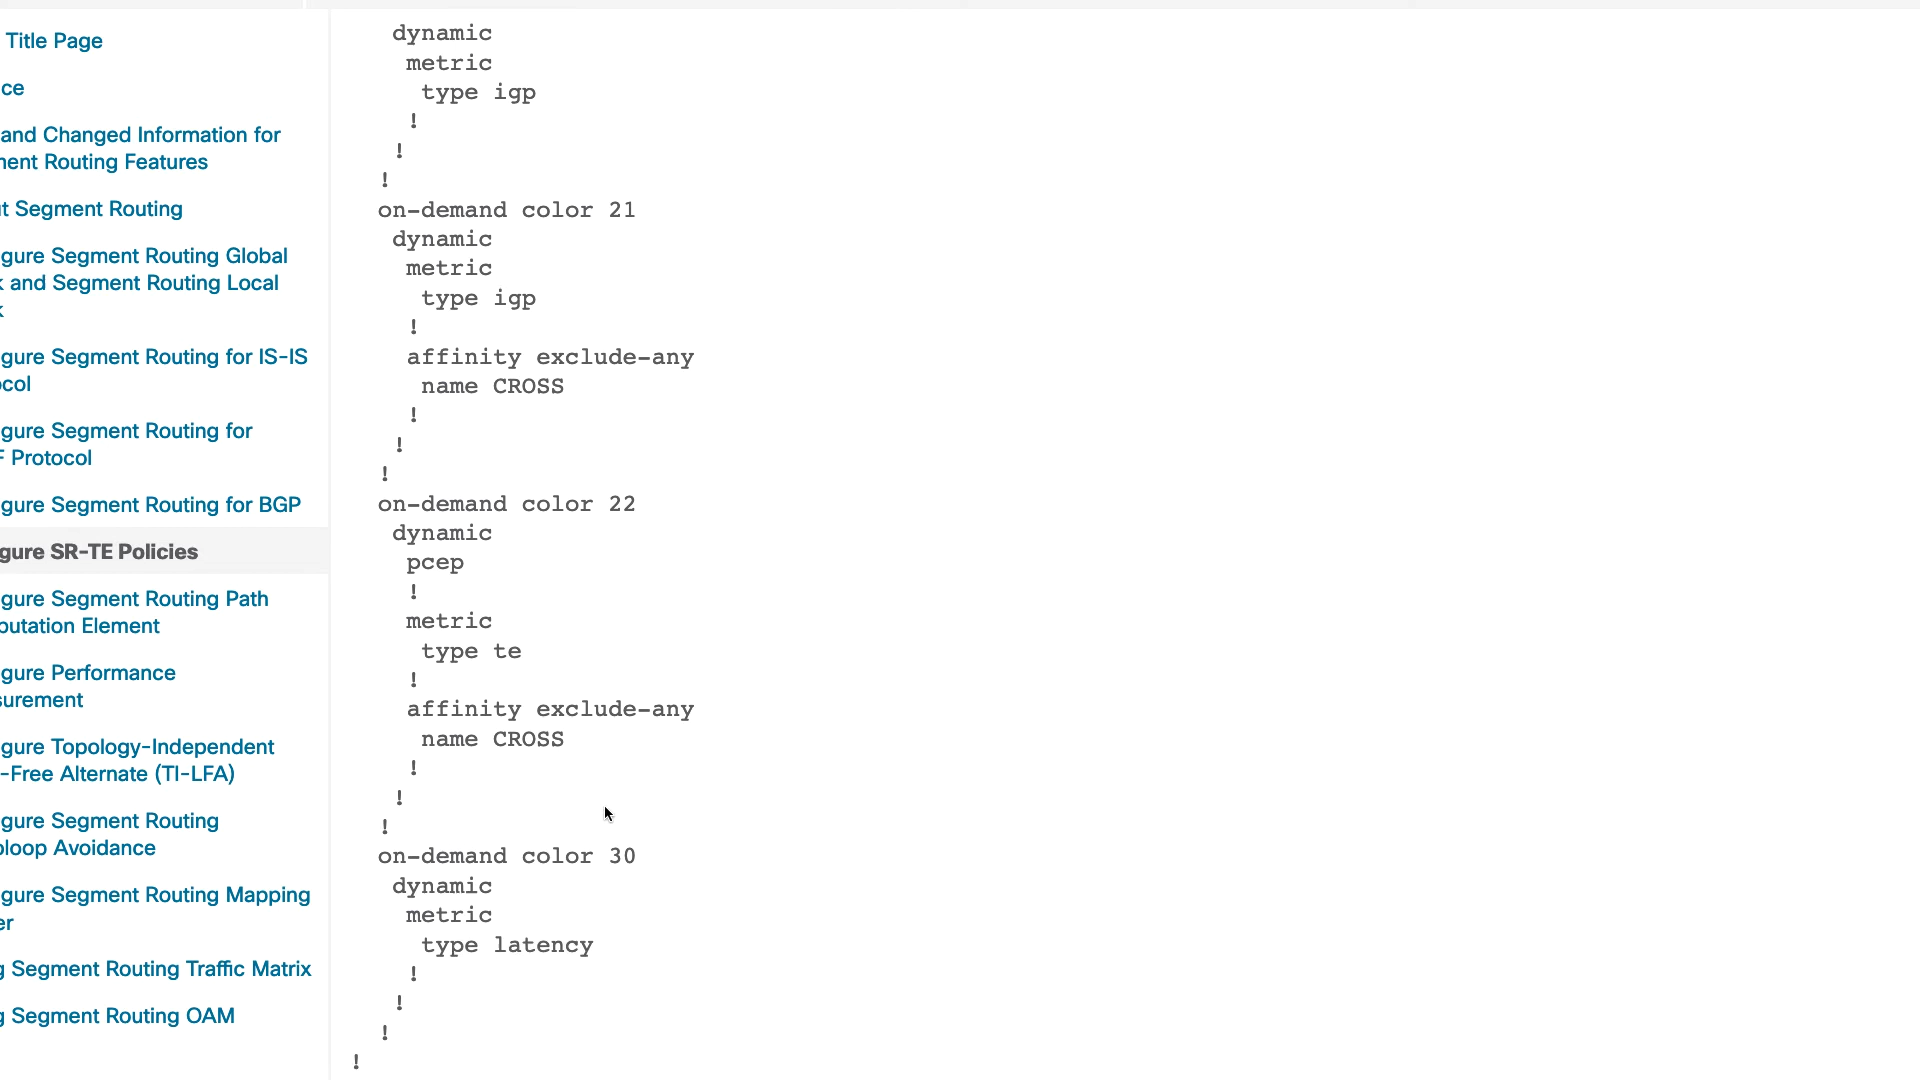 Title Page
ce
and Changed Information for
ent Routing Features
t Segment Routing
gure Segment Routing Global
and Segment Routing Local
k
gure Segment Routing for IS-IS
ocol
gure Segment Routing for
F Protocol
gure Segment Routing for BGP
gure SR-TE Policies
gure Segment Routing Path
outation Element
gure Performance
surement
gure Topology-Independent
-Free Alternate (TI-LFA)
gure Segment Routing
oloop Avoidance
gure Segment Routing Mapping
er
g Segment Routing Traffic Matrix
g Segment Routing OAM
dynamic
metric
type igp
!
!
!
on-demand color 21
dynamic
metric
type igp
!
affinity exclude-any
name CROSS
!
!
!
on-demand color 22
dynamic
pcep
!
metric
type te
!
affinity exclude-any
name CROSS
!
!
!
on-demand color 30
dynamic
metric
type latency
!
!
!
!